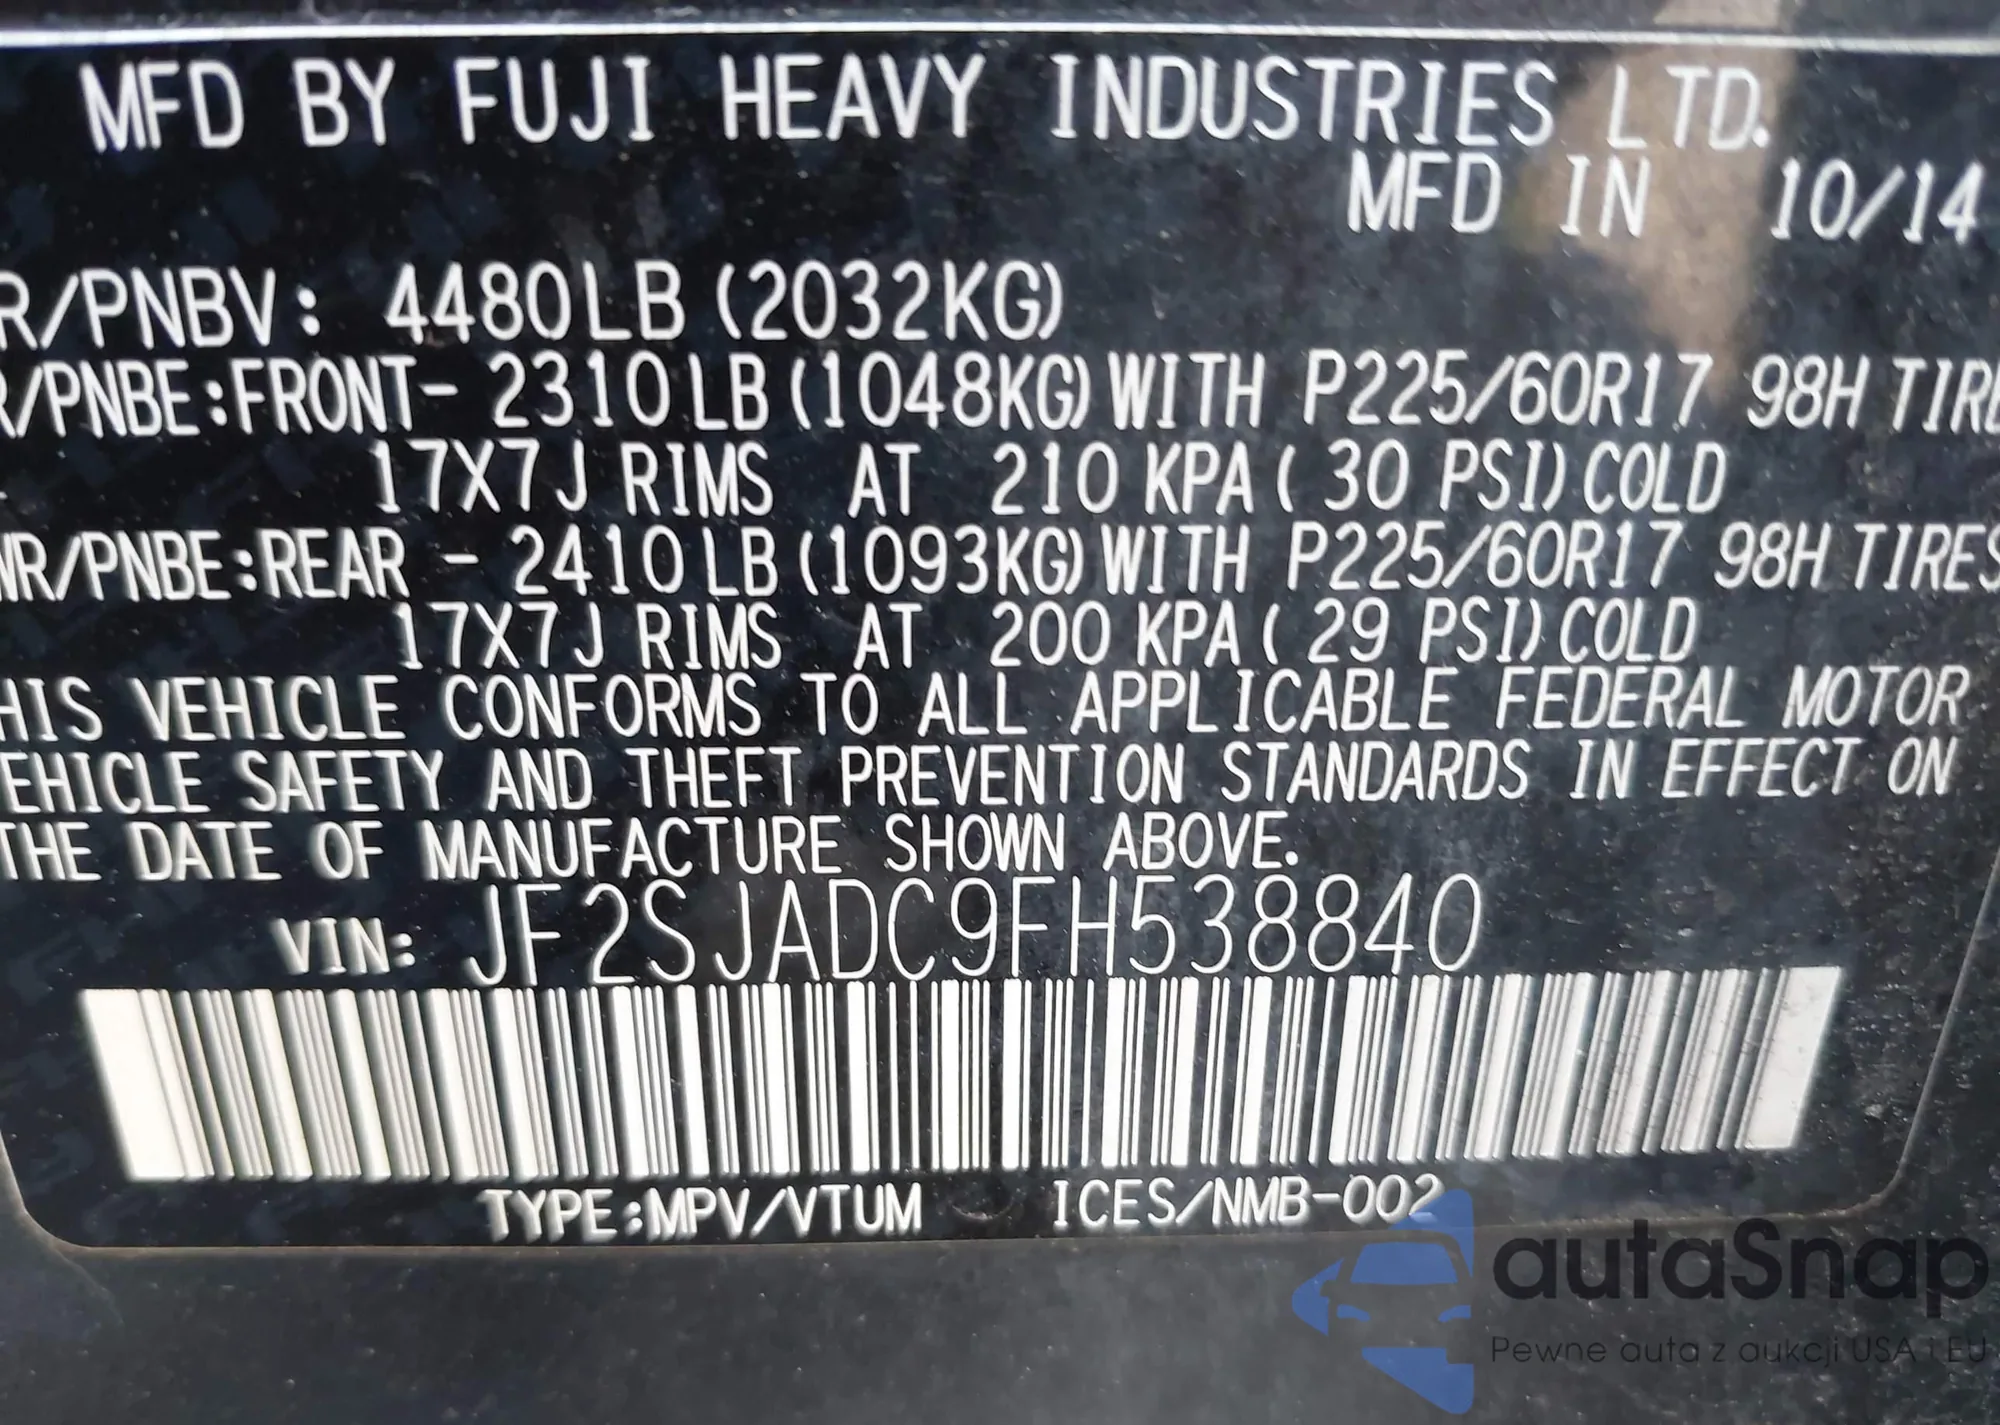 MFD BY FUJI HEAVY INDUSTRIES LTD.
MFD IN 10/14
R/PNBV: 4480LB (2032KG)
R/PNBE:FRONT- 2310LB (1048KG) WITH P225/60R17 98H TIRE
17X7J RIMS AT 210 KPA ( 30 PSI) COLD
WR/PNBE:REAR - 2410LB (1093KG) WITH P225/60R17 98H TIRES
17X7J RIMS AT 200 KPA ( 29 PSI) COLD
HIS VEHICLE CONFORMS TO ALL APPLICABLE FEDERAL MOTOR
EHICLE SAFETY AND THEFT PREVENTION STANDARDS IN EFFECT ON
THE DATE OF MANUFACTURE SHOWN ABOVE.
VIN: JF2SJADC9FH538840
TYPE:MPV/VTUM ICES/NMB-002
autaSnap
Pewne auta z aukcji USA i EU